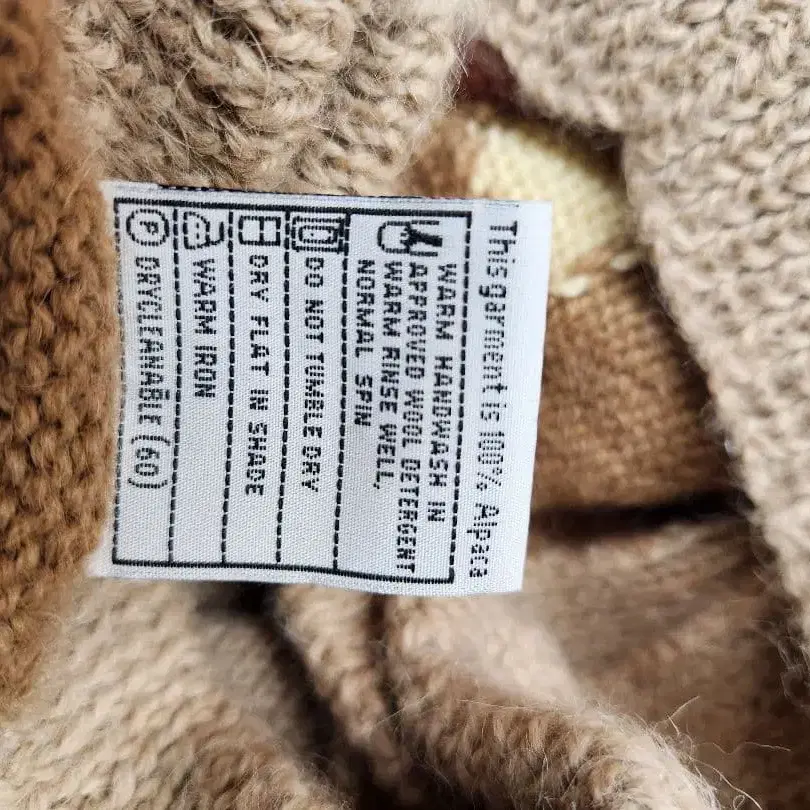 This garment is 100% Alpaca
WARM HANDWASH IN
APPROVED WOOL DETERGENT
WARM RINSE WELL,
NORMAL SPIN
DO NOT TUMBLE DRY
DRY FLAT IN SHADE
WARM IRON
P DRYCLEANABLE (60)